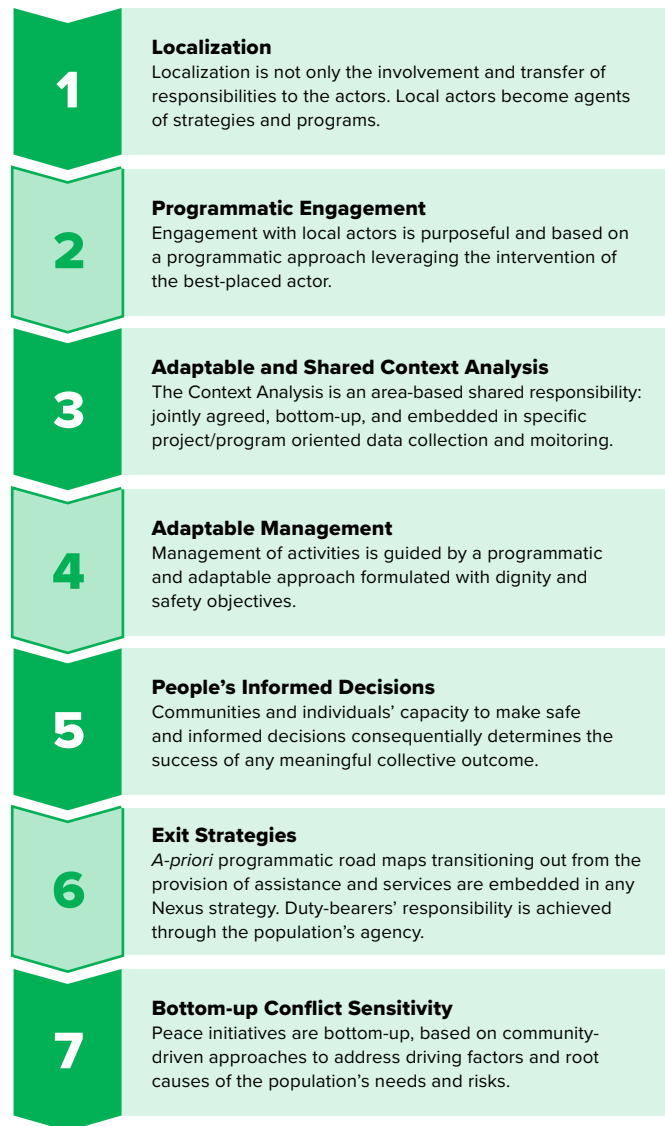 1
Localization
Localization is not only the involvement and transfer of
responsibilities to the actors. Local actors become agents
of strategies and programs.
2
Programmatic Engagement
Engagement with local actors is purposeful and based on
a programmatic approach leveraging the intervention of
the best-placed actor.
3
Adaptable and Shared Context Analysis
The Context Analysis is an area-based shared responsibility:
jointly agreed, bottom-up, and embedded in specific
project/program oriented data collection and moitoring.
4
Adaptable Management
Management of activities is guided by a programmatic
and adaptable approach formulated with dignity and
safety objectives.
5
People’s Informed Decisions
Communities and individuals’ capacity to make safe
and informed decisions consequentially determines the
success of any meaningful collective outcome.
6
Exit Strategies
A-priori programmatic road maps transitioning out from the
provision of assistance and services are embedded in any
Nexus strategy. Duty-bearers’ responsibility is achieved
through the population’s agency.
7
Bottom-up Conflict Sensitivity
Peace initiatives are bottom-up, based on community-
driven approaches to address driving factors and root
causes of the population’s needs and risks.